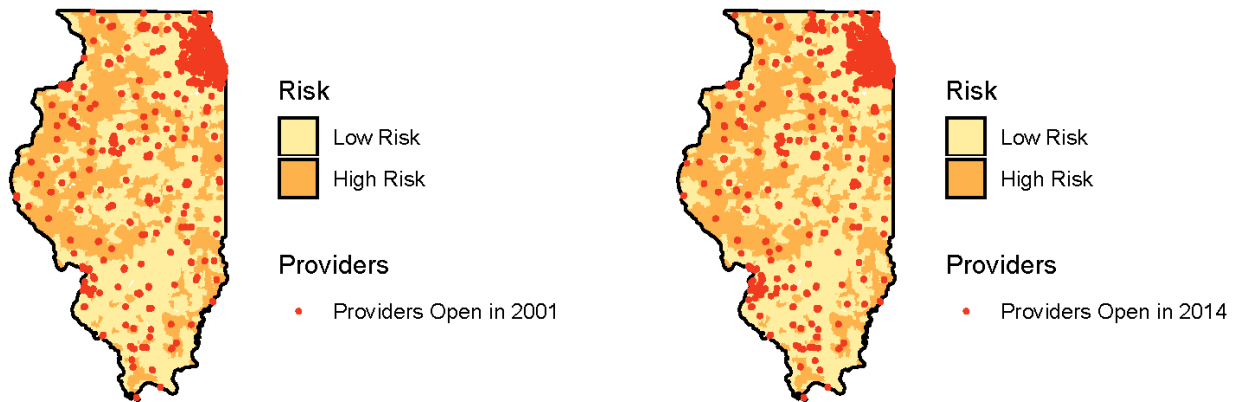 Risk
Low Risk
High Risk
Providers
Providers Open in 2001
Risk
Low Risk
High Risk
Providers
Providers Open in 2014